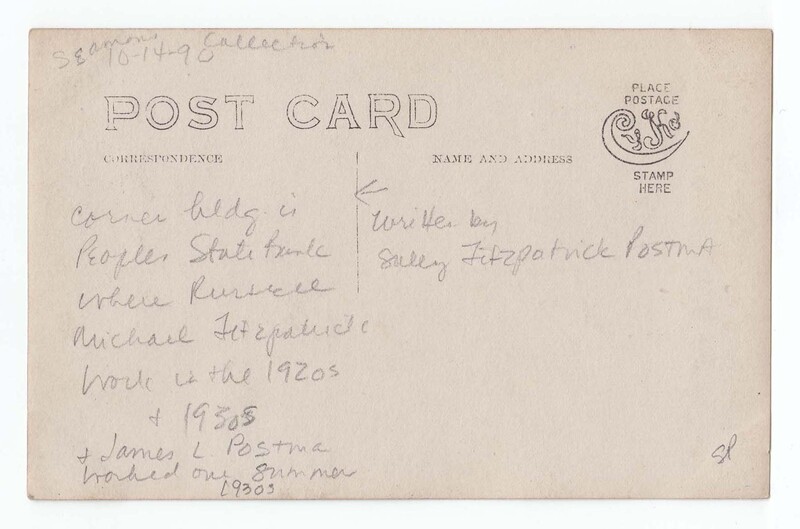 Seamons Collection
10-14-90
POST CARD
CORRESPONDENCE
NAME AND ADDRESS
PLACE
POSTAGE
CyKo
STAMP
HERE
corner bldg. is
Peoples State Bank
where Russell
Michael Fitzpatrick
work in the 1920s
+ 1930s
+ James L. Postma
worked one summer
1930s
←
Written by
Sally Fitzpatrick Postma
SP